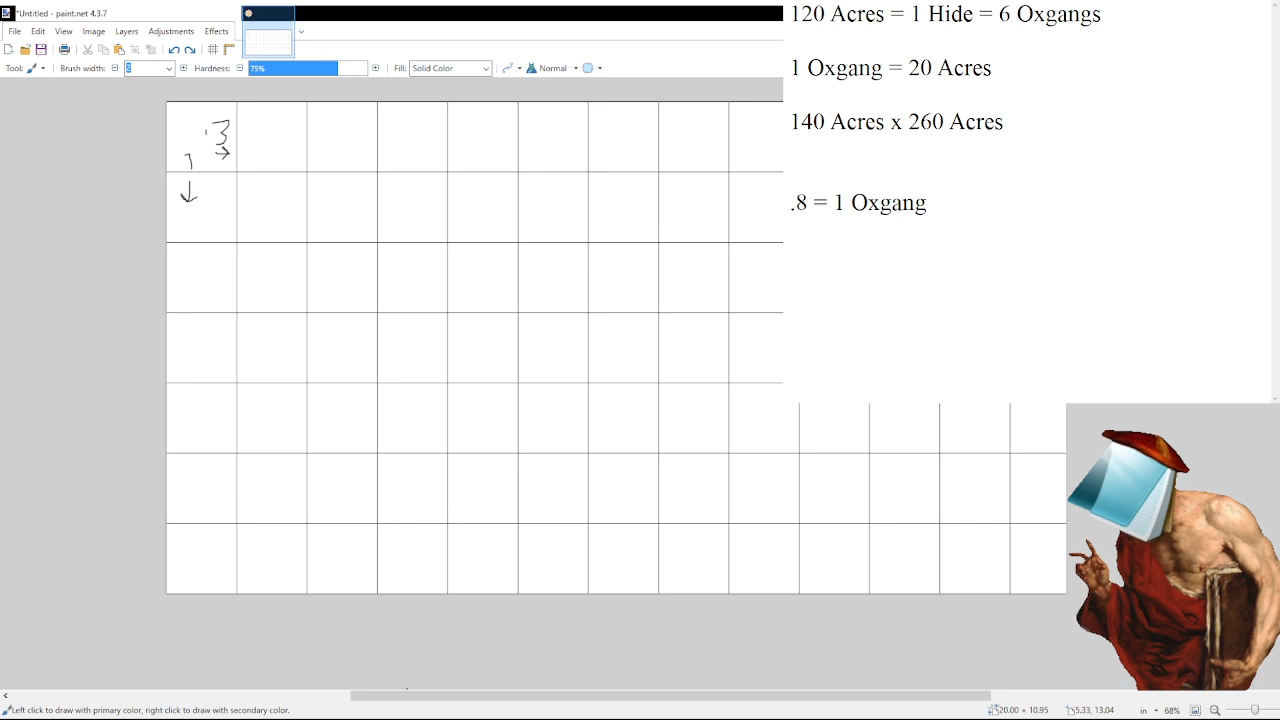 *Untitled - paint.net 4.3.7
File Edit View Image Layers Adjustments Effects
Tool: Brush width: 2 Hardness: 75% Fill: Solid Color Normal
120 Acres = 1 Hide = 6 Oxgangs
1 Oxgang = 20 Acres
140 Acres x 260 Acres
.8 = 1 Oxgang
13
7
Left click to draw with primary color, right click to draw with secondary color.
20.00 × 10.95
5.33, 13.04
in
68%